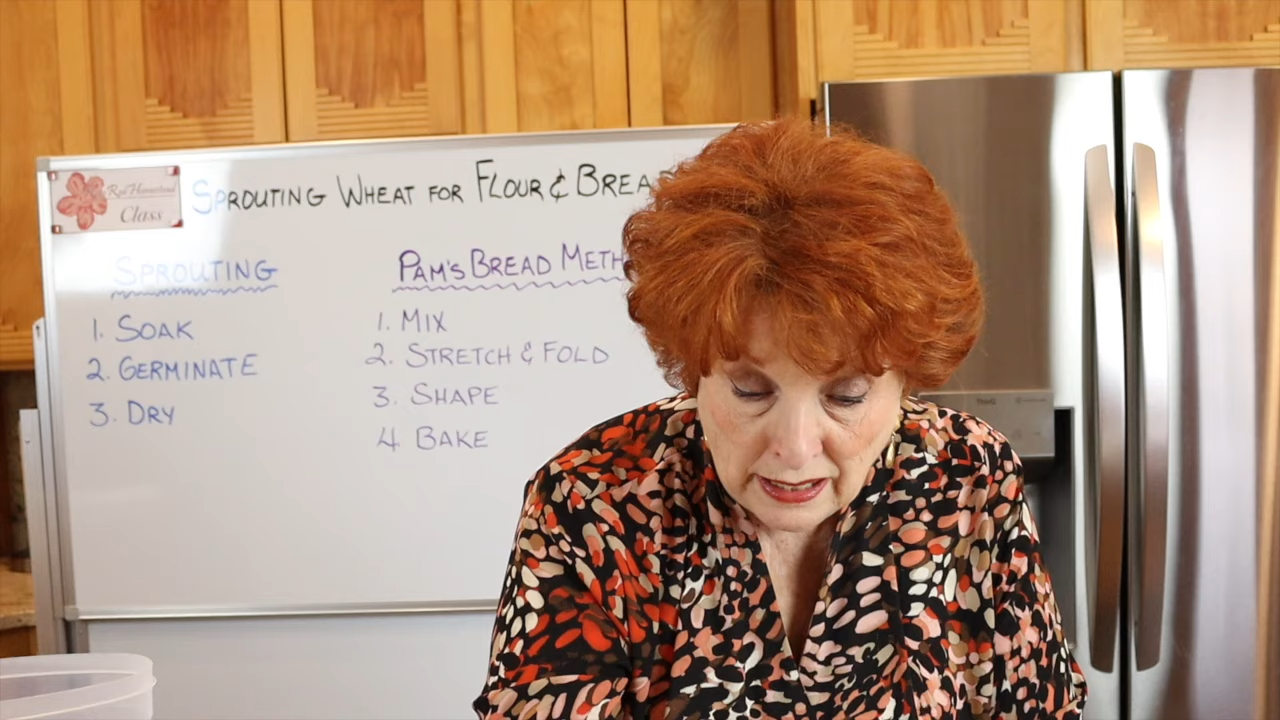 Red Homestead
Class
SPROUTING WHEAT FOR FLOUR & BREA
SPROUTING
1. SOAK
2. GERMINATE
3. DRY
PAM'S BREAD METH
1. MIX
2. STRETCH & FOLD
3. SHAPE
4. BAKE